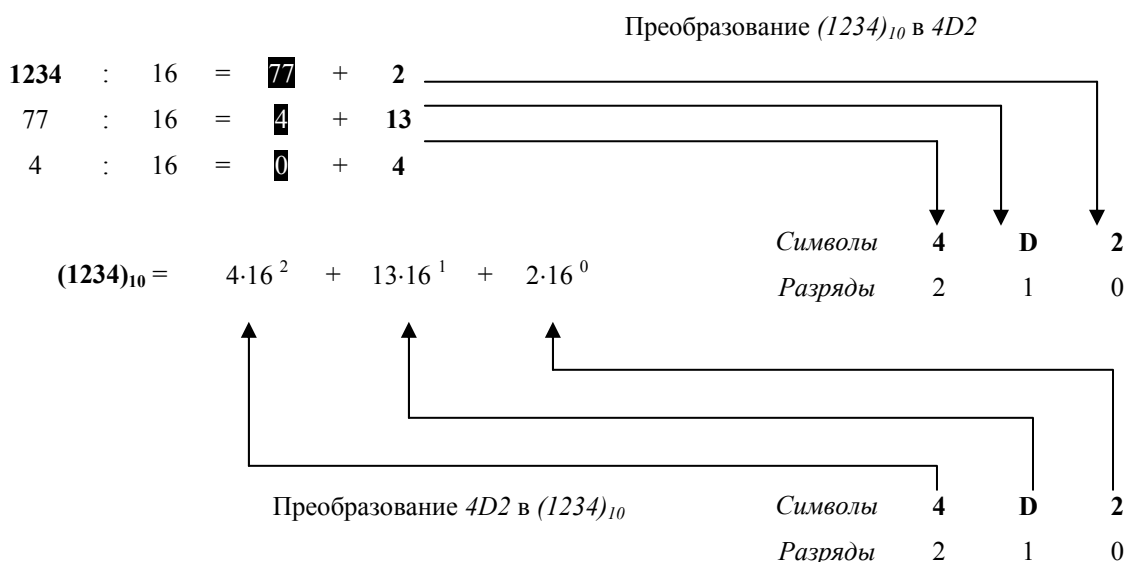 Преобразование (1234)₁₀ в 4D2
1234 : 16 = 77 + 2
77 : 16 = 4 + 13
4 : 16 = 0 + 4
Символы 4 D 2
(1234)₁₀ = 4·16 ² + 13·16 ¹ + 2·16 ⁰
Разряды 2 1 0
Преобразование 4D2 в (1234)₁₀
Символы 4 D 2
Разряды 2 1 0